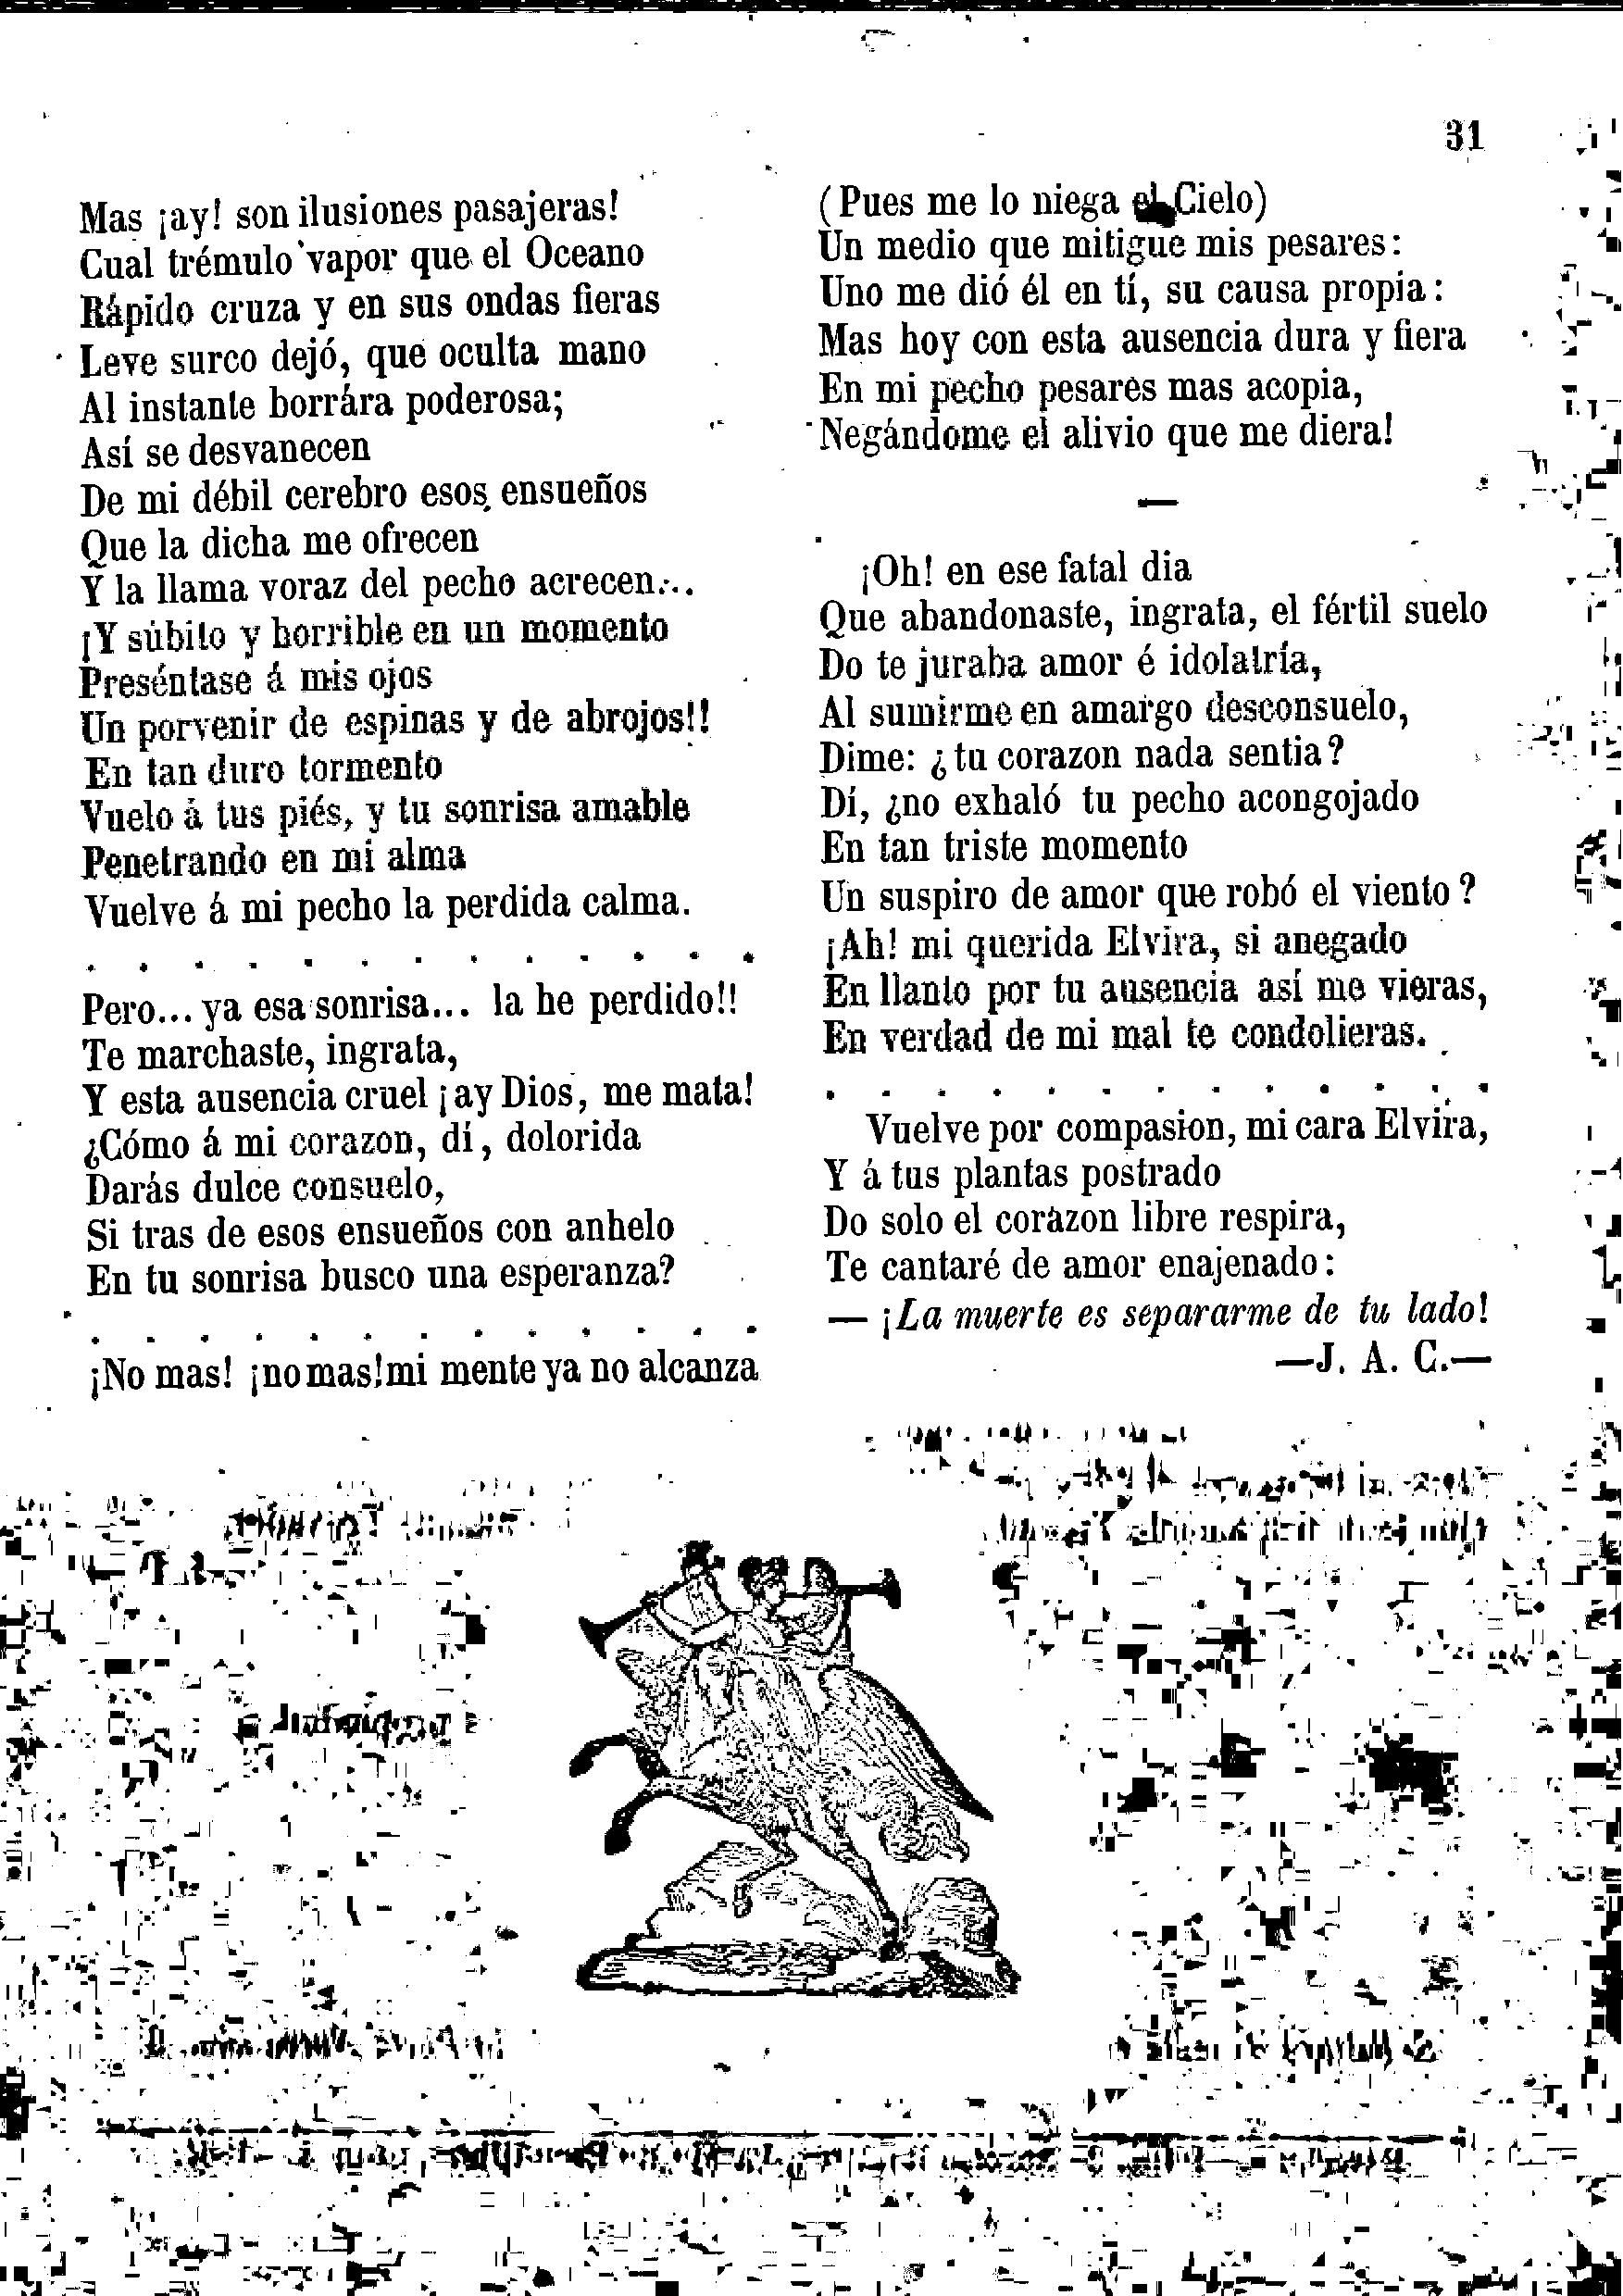 31
Mas ¡ay! son ilusiones pasajeras!
Cual trémulo vapor que el Oceano
Rápido cruza y en sus ondas fieras
Leve surco dejó, que oculta mano
Al instante borrára poderosa;
Así se desvanecen
De mi débil cerebro esos ensueños
Que la dicha me ofrecen
Y la llama voraz del pecho acrecen...
¡Y súbito y horrible en un momento
Preséntase á mis ojos
Un porvenir de espinas y de abrojos!!
En tan duro tormento
Vuelo á tus piés, y tu sonrisa amable
Penetrando en mi alma
Vuelve á mi pecho la perdida calma.
. . . . . . . . . . . . .
Pero... ya esa sonrisa... la he perdido!!
Te marchaste, ingrata,
Y esta ausencia cruel ¡ay Dios, me mata!
¿Cómo á mi corazon, dí, dolorida
Darás dulce consuelo,
Si tras de esos ensueños con anhelo
En tu sonrisa busco una esperanza?
. . . . . . . . . . . . .
¡No mas! ¡no mas! mi mente ya no alcanza
(Pues me lo niega el Cielo)
Un medio que mitigue mis pesares:
Uno me dió él en tí, su causa propia:
Mas hoy con esta ausencia dura y fiera
En mi pecho pesares mas acopia,
Negándome el alivio que me diera!
—
¡Oh! en ese fatal dia
Que abandonaste, ingrata, el fértil suelo
Do te juraba amor é idolatría,
Al sumirme en amargo desconsuelo,
Dime: ¿tu corazon nada sentia?
Dí, ¿no exhaló tu pecho acongojado
En tan triste momento
Un suspiro de amor que robó el viento?
¡Ah! mi querida Elvira, si anegado
En llanto por tu ausencia así me vieras,
En verdad de mi mal te condolieras.
. . . . . . . . . . . . .
Vuelve por compasion, mi cara Elvira,
Y á tus plantas postrado
Do solo el corazon libre respira,
Te cantaré de amor enajenado:
— ¡La muerte es separarme de tu lado!
—J. A. C.—